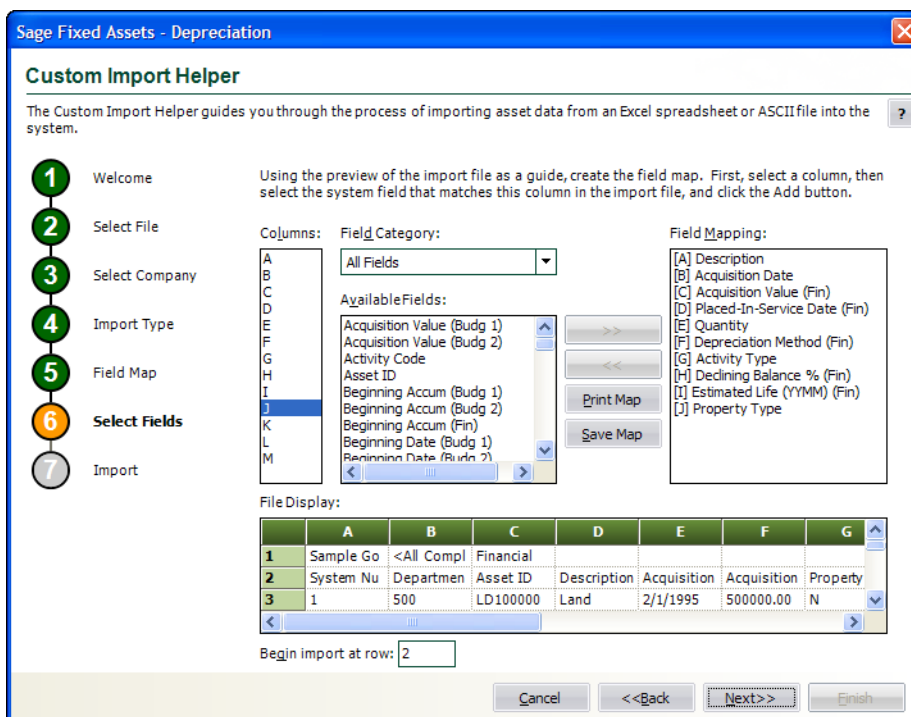 Sage Fixed Assets - Depreciation
Custom Import Helper
The Custom Import Helper guides you through the process of importing asset data from an Excel spreadsheet or ASCII file into the
system.
?
1 Welcome
2 Select File
3 Select Company
4 Import Type
5 Field Map
6 Select Fields
7 Import
Using the preview of the import file as a guide, create the field map. First, select a column, then
select the system field that matches this column in the import file, and click the Add button.
Columns:
A
B
C
D
E
F
G
H
I
J
K
L
M
Field Category:
All Fields
Available Fields:
Acquisition Value (Budg 1)
Acquisition Value (Budg 2)
Activity Code
Asset ID
Beginning Accum (Budg 1)
Beginning Accum (Budg 2)
Beginning Accum (Fin)
Beginning Date (Budg 1)
Beginning Date (Budg 2)
>>
<<
Print Map
Save Map
Field Mapping:
[A] Description
[B] Acquisition Date
[C] Acquisition Value (Fin)
[D] Placed-In-Service Date (Fin)
[E] Quantity
[F] Depreciation Method (Fin)
[G] Activity Type
[H] Declining Balance % (Fin)
[I] Estimated Life (YYMM) (Fin)
[J] Property Type
File Display:
A B C D E F G
1 Sample Go <All Compl Financial
2 System Nu Departmen Asset ID Description Acquisition Acquisition Property
3 1 500 LD100000 Land 2/1/1995 500000.00 N
Begin import at row: 2
Cancel <<Back Next>> Finish